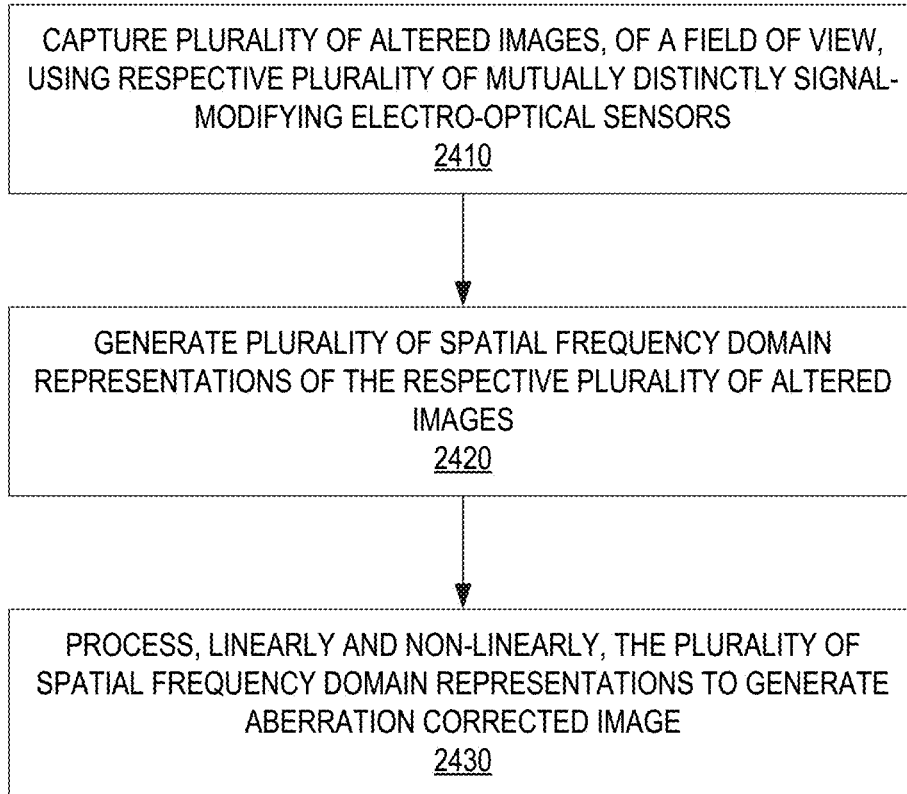 CAPTURE PLURALITY OF ALTERED IMAGES, OF A FIELD OF VIEW,
USING RESPECTIVE PLURALITY OF MUTUALLY DISTINCTLY SIGNAL-
MODIFYING ELECTRO-OPTICAL SENSORS
2410
GENERATE PLURALITY OF SPATIAL FREQUENCY DOMAIN
REPRESENTATIONS OF THE RESPECTIVE PLURALITY OF ALTERED
IMAGES
2420
PROCESS, LINEARLY AND NON-LINEARLY, THE PLURALITY OF
SPATIAL FREQUENCY DOMAIN REPRESENTATIONS TO GENERATE
ABERRATION CORRECTED IMAGE
2430